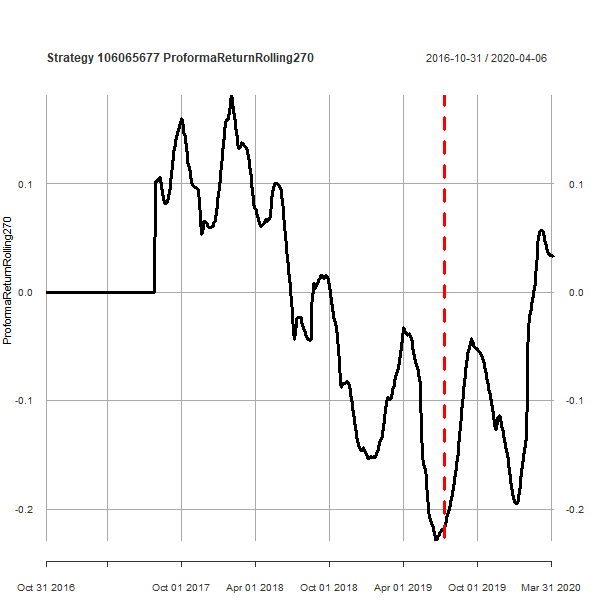 Strategy 106065677 ProformaReturnRolling270
2016-10-31 / 2020-04-06
ProformaReturnRolling270
0.1
0.1
0.0
0.0
-0.1
-0.1
-0.2
-0.2
Oct 31 2016
Oct 01 2017
Apr 01 2018
Oct 01 2018
Apr 01 2019
Oct 01 2019
Mar 31 2020